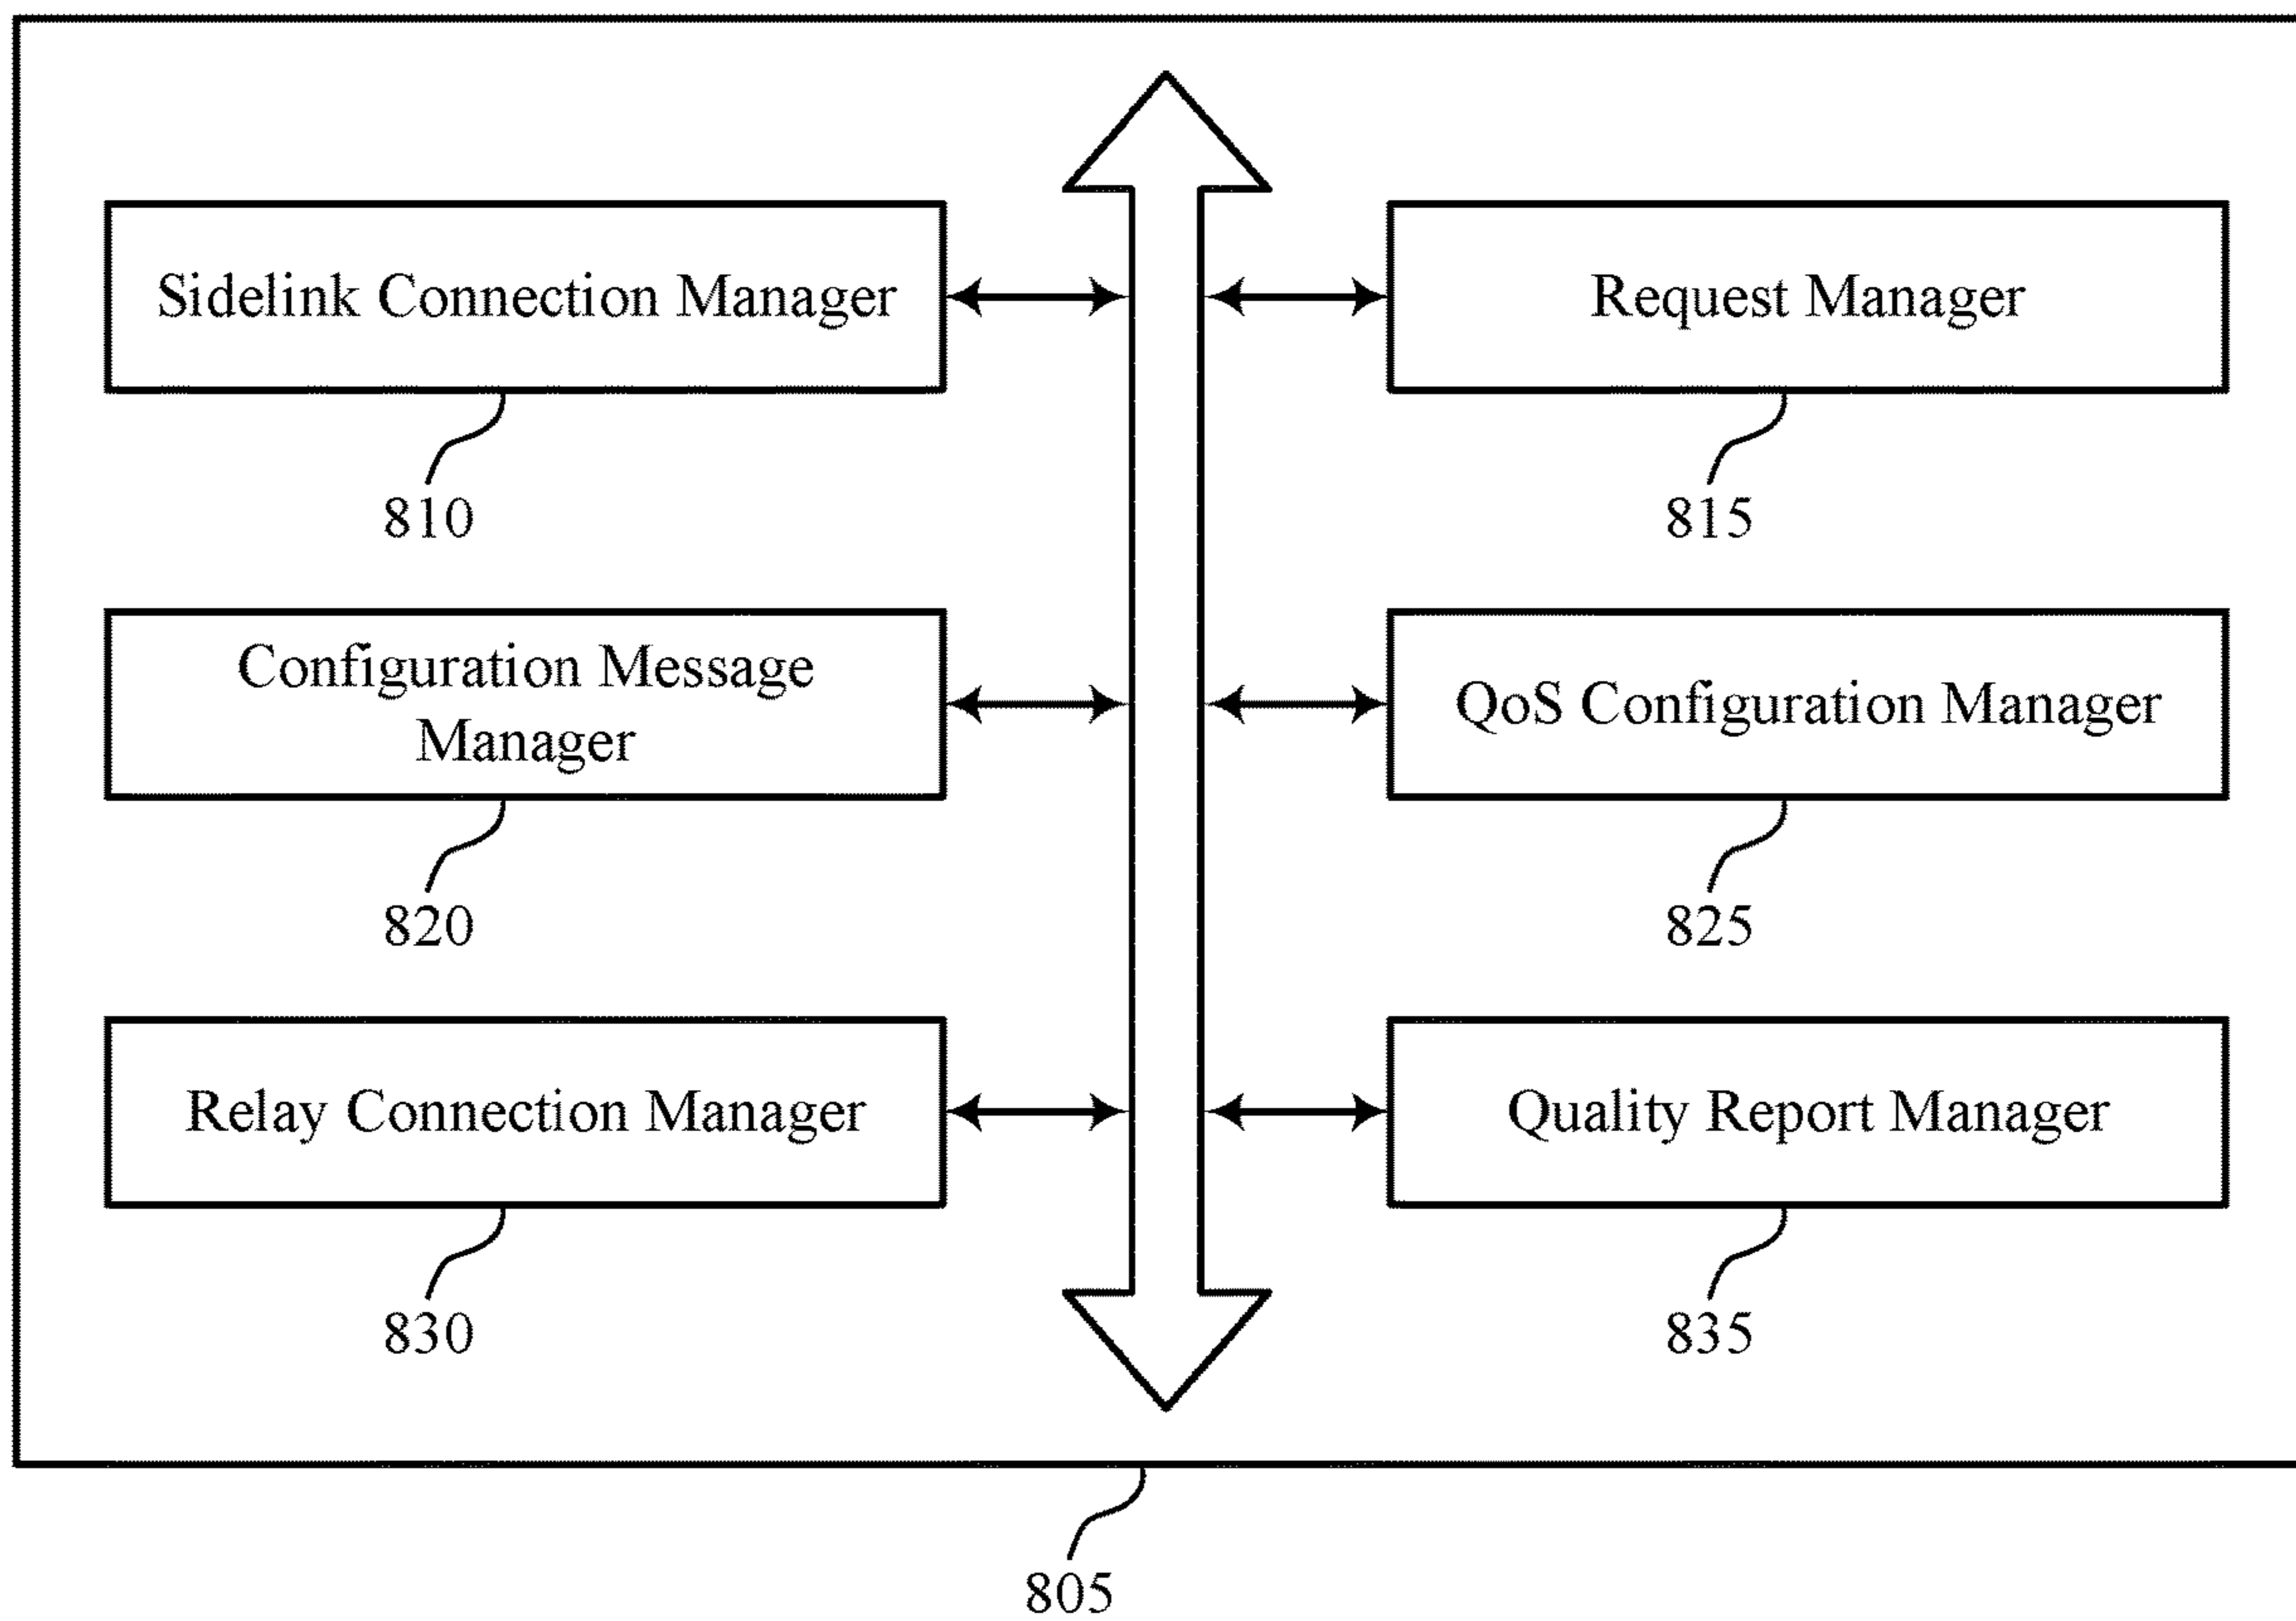 Sidelink Connection Manager
Request Manager
810
815
Configuration Message
Manager
QoS Configuration Manager
820
825
Relay Connection Manager
Quality Report Manager
830
835
805